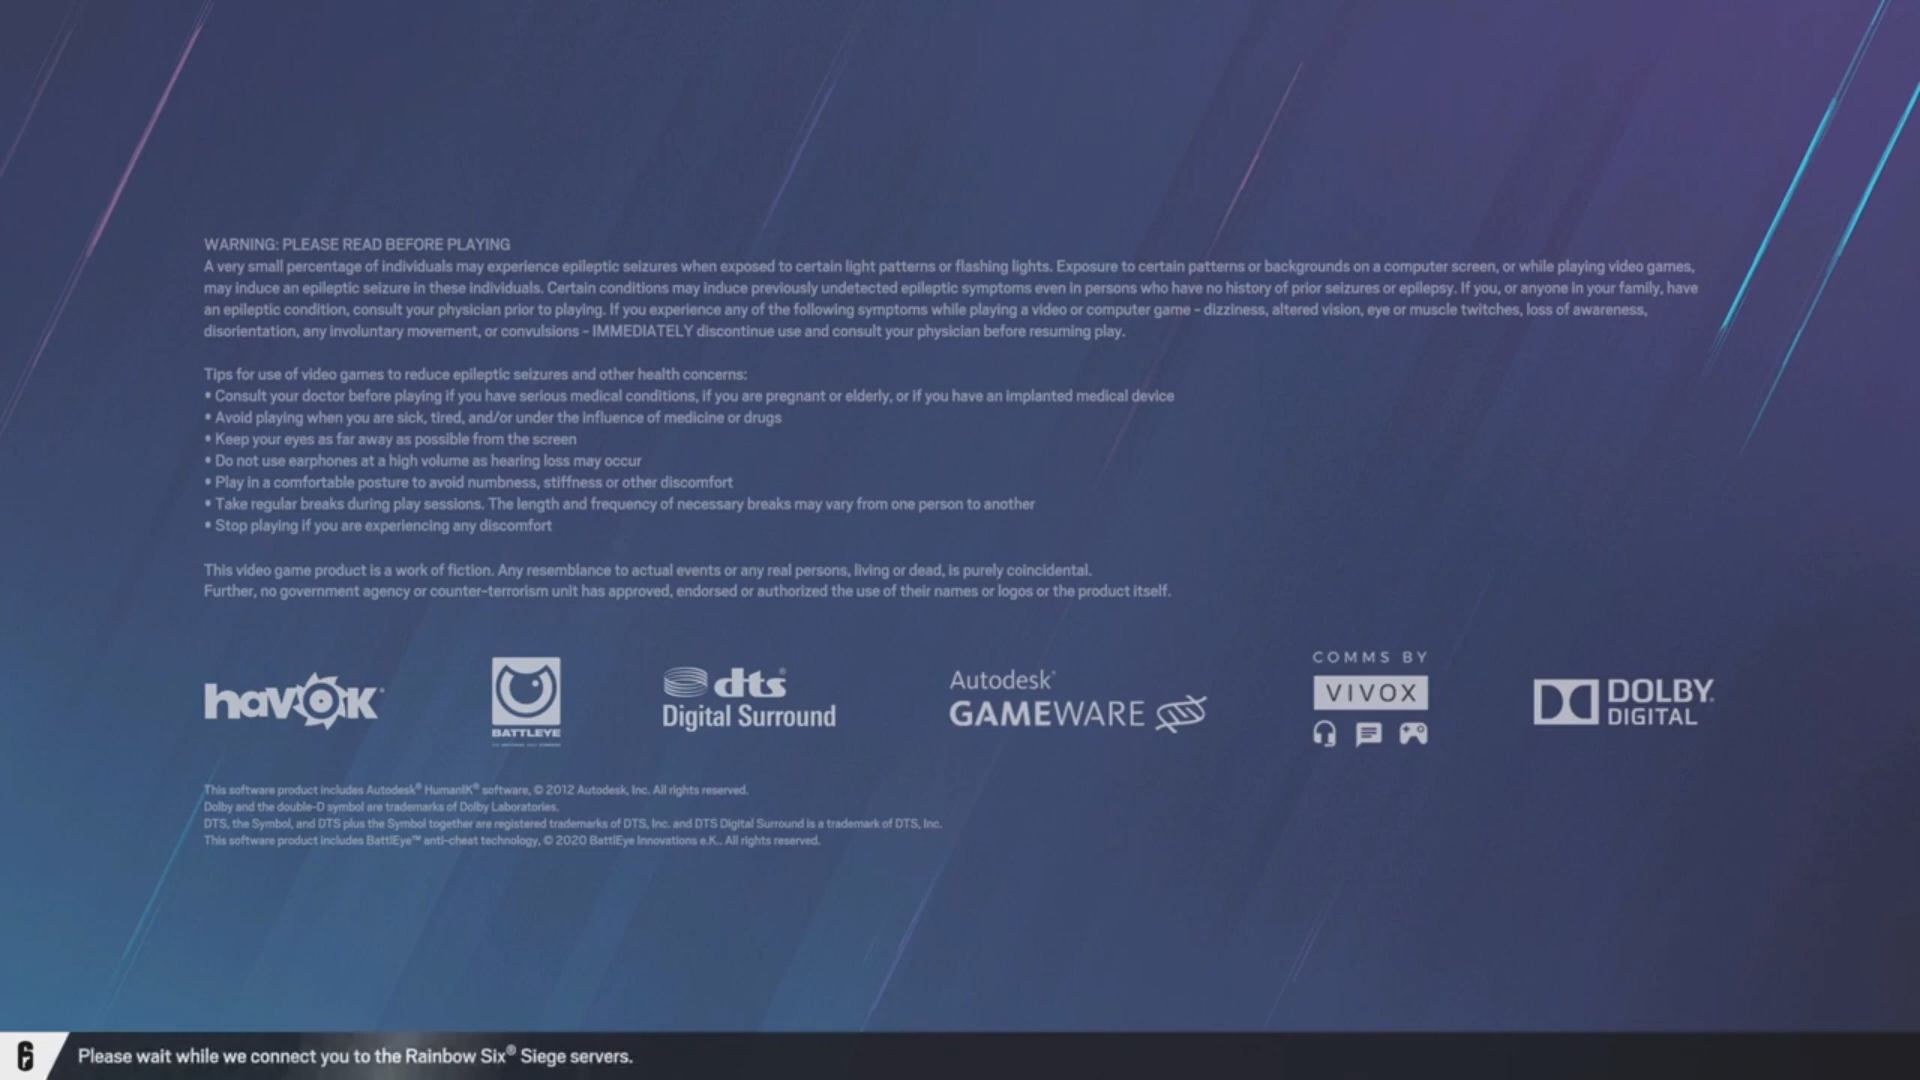 WARNING: PLEASE READ BEFORE PLAYING
A very small percentage of individuals may experience epileptic seizures when exposed to certain light patterns or flashing lights. Exposure to certain patterns or backgrounds on a computer screen, or while playing video games,
may induce an epileptic seizure in these individuals. Certain conditions may induce previously undetected epileptic symptoms even in persons who have no history of prior seizures or epilepsy. If you, or anyone in your family, have
an epileptic condition, consult your physician prior to playing. If you experience any of the following symptoms while playing a video or computer game - dizziness, altered vision, eye or muscle twitches, loss of awareness,
disorientation, any involuntary movement, or convulsions - IMMEDIATELY discontinue use and consult your physician before resuming play.
Tips for use of video games to reduce epileptic seizures and other health concerns:
• Consult your doctor before playing if you have serious medical conditions, if you are pregnant or elderly, or if you have an implanted medical device
• Avoid playing when you are sick, tired, and/or under the influence of medicine or drugs
• Keep your eyes as far away as possible from the screen
• Do not use earphones at a high volume as hearing loss may occur
• Play in a comfortable posture to avoid numbness, stiffness or other discomfort
• Take regular breaks during play sessions. The length and frequency of necessary breaks may vary from one person to another
• Stop playing if you are experiencing any discomfort
This video game product is a work of fiction. Any resemblance to actual events or any real persons, living or dead, is purely coincidental.
Further, no government agency or counter-terrorism unit has approved, endorsed or authorized the use of their names or logos or the product itself.
havok
BATTLEYE
dts®
Digital Surround
Autodesk®
GAMEWARE
COMMS BY
VIVOX
DOLBY®
DIGITAL
This software product includes Autodesk® HumanIK® software, © 2012 Autodesk, Inc. All rights reserved.
Dolby and the double-D symbol are trademarks of Dolby Laboratories.
DTS, the Symbol, and DTS plus the Symbol together are registered trademarks of DTS, Inc. and DTS Digital Surround is a trademark of DTS, Inc.
This software product includes BattlEye™ anti-cheat technology, © 2020 BattlEye Innovations e.K.. All rights reserved.
Please wait while we connect you to the Rainbow Six® Siege servers.